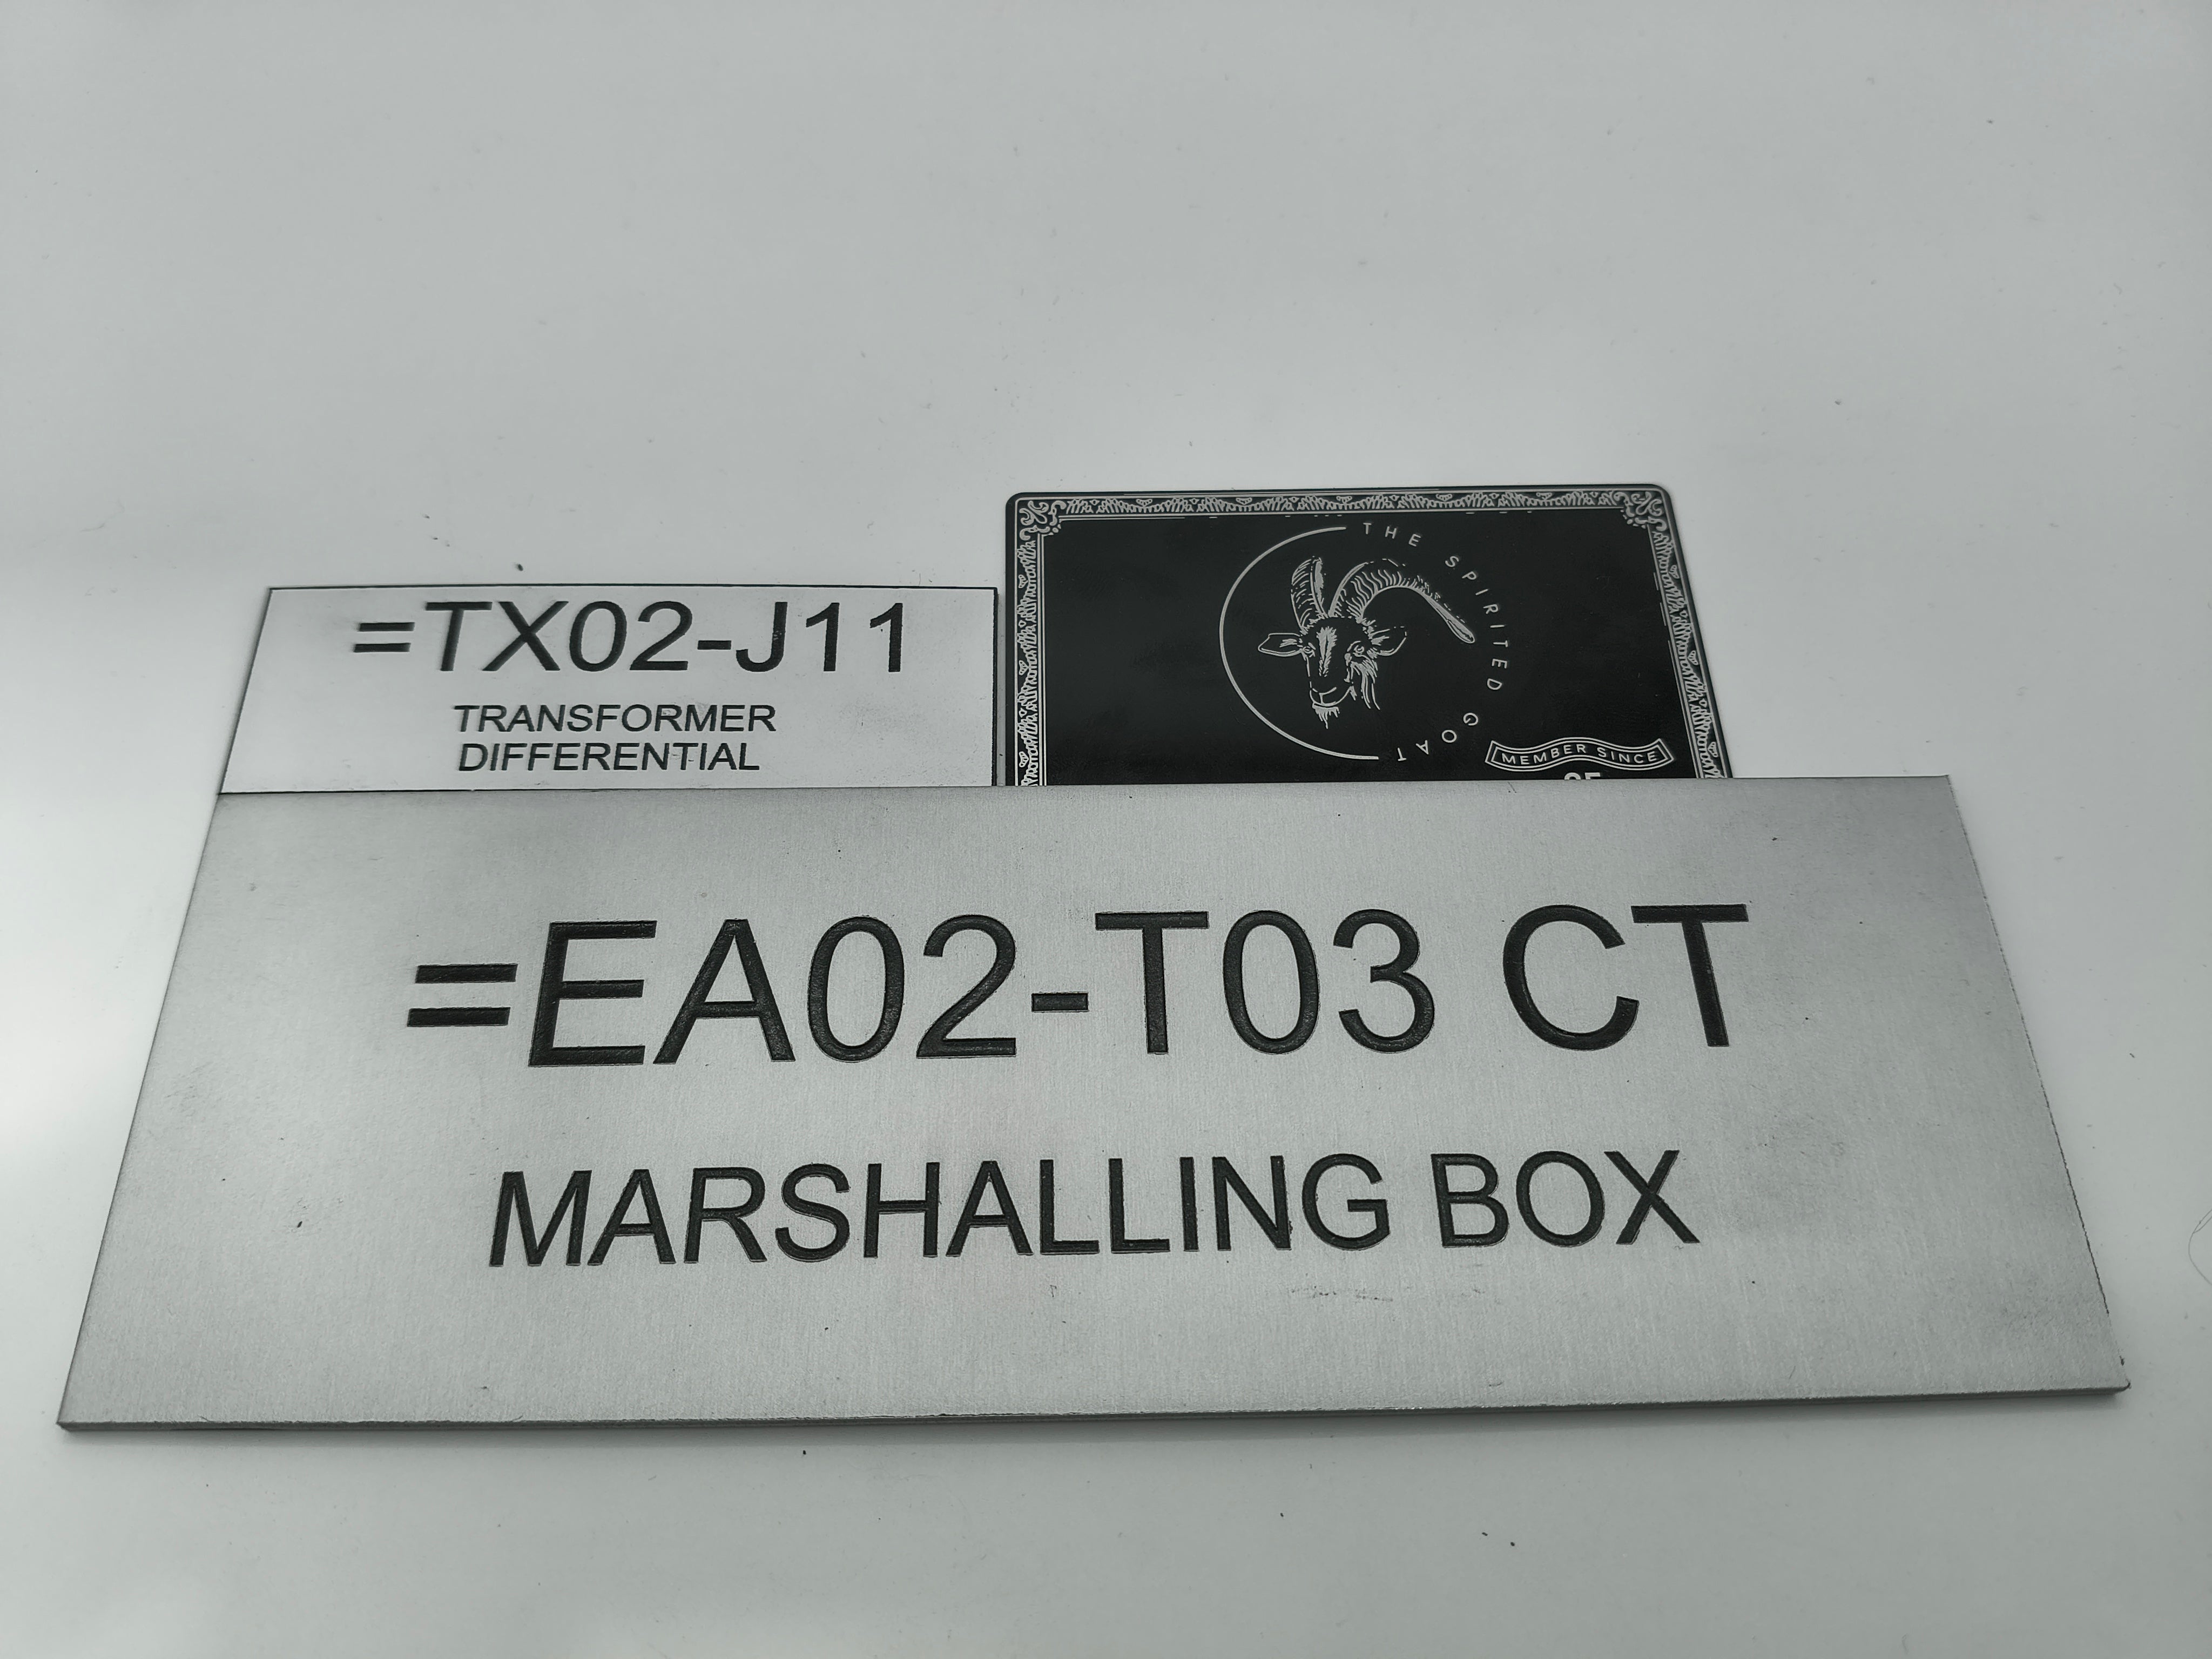 =TX02-J11
TRANSFORMER
DIFFERENTIAL
THE SPIRITED GOAT
MEMBER SINCE
=EA02-T03 CT
MARSHALLING BOX